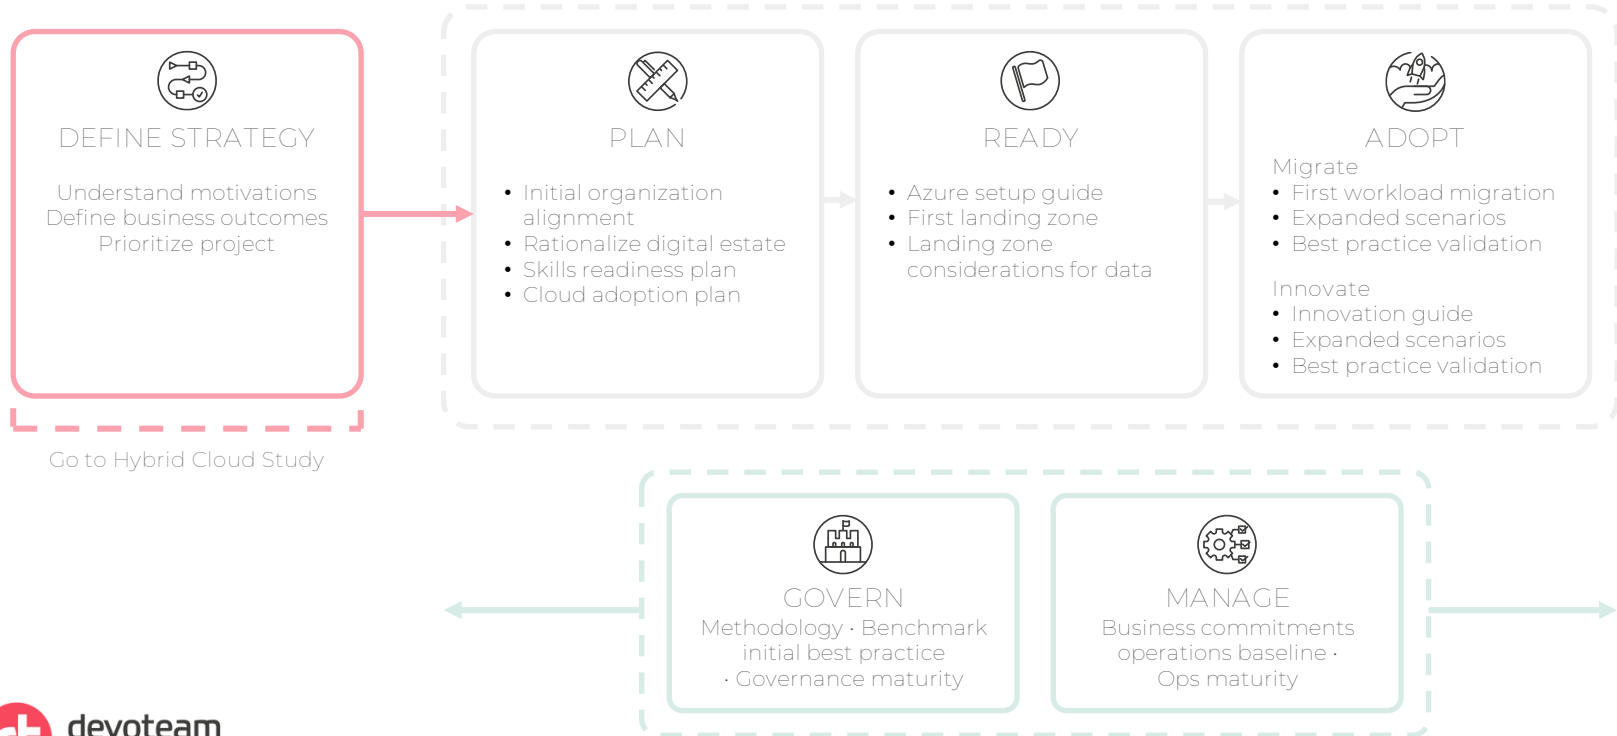 DEFINE STRATEGY
Understand motivations
Define business outcomes
Prioritize project
Go to Hybrid Cloud Study
PLAN
• Initial organization
alignment
• Rationalize digital estate
• Skills readiness plan
• Cloud adoption plan
READY
• Azure setup guide
• First landing zone
• Landing zone
considerations for data
ADOPT
Migrate
• First workload migration
• Expanded scenarios
• Best practice validation
Innovate
• Innovation guide
• Expanded scenarios
• Best practice validation
GOVERN
Methodology · Benchmark
initial best practice
· Governance maturity
MANAGE
Business commitments
operations baseline ·
Ops maturity
devoteam